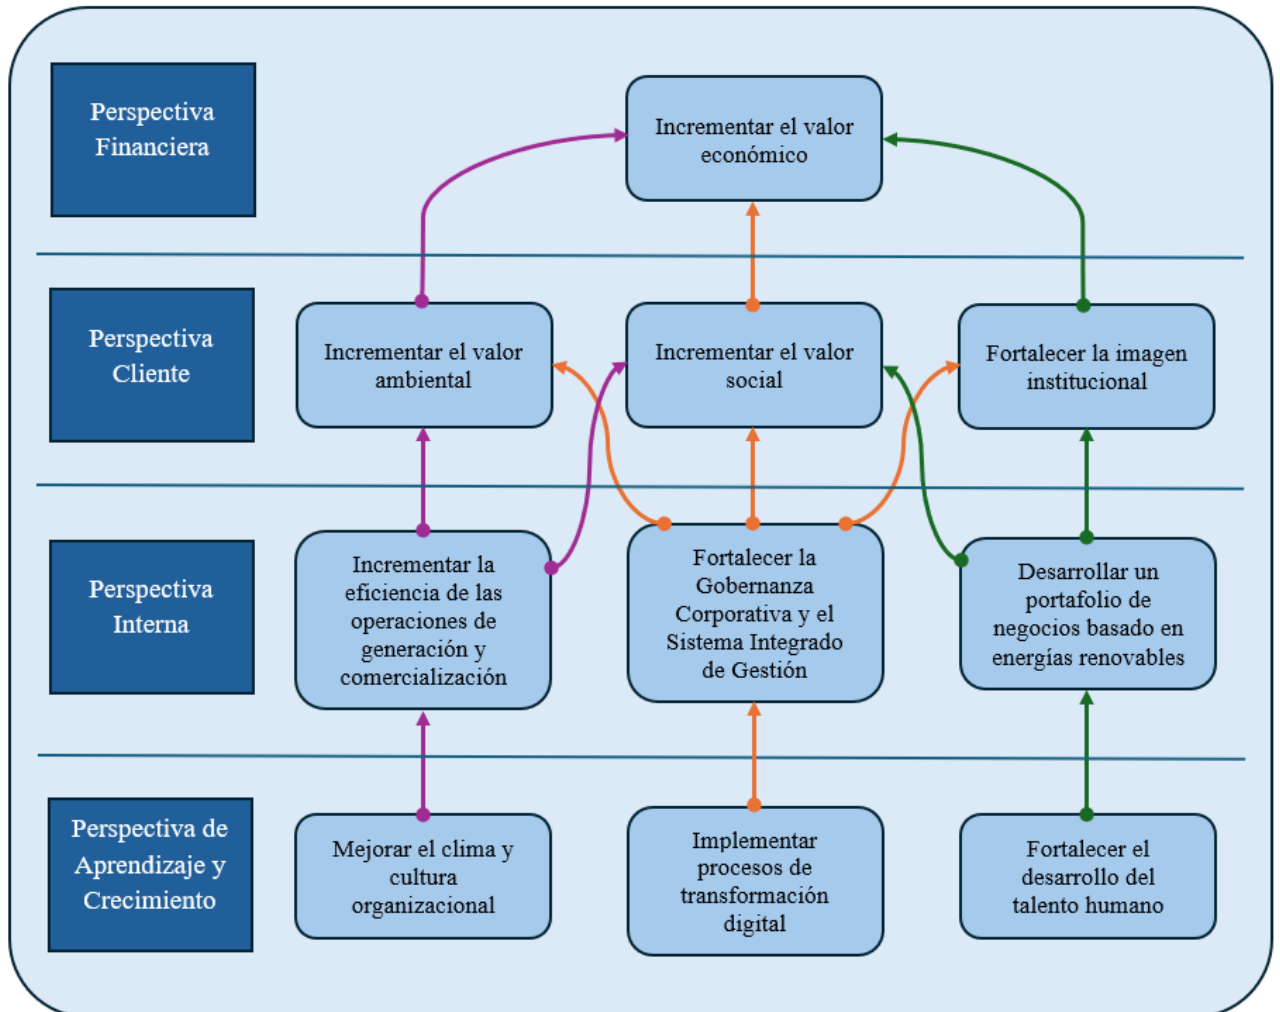 Perspectiva
Financiera
Incrementar el valor
económico
Perspectiva
Cliente
Incrementar el valor
ambiental
Incrementar el valor
social
Fortalecer la imagen
institucional
Perspectiva
Interna
Incrementar la
eficiencia de las
operaciones de
generación y
comercialización
Fortalecer la
Gobernanza
Corporativa y el
Sistema Integrado
de Gestión
Desarrollar un
portafolio de
negocios basado en
energías renovables
Perspectiva de
Aprendizaje y
Crecimiento
Mejorar el clima y
cultura
organizacional
Implementar
procesos de
transformación
digital
Fortalecer el
desarrollo del
talento humano